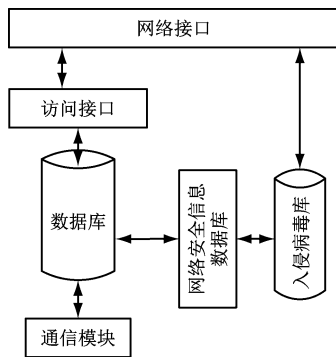 网络接口
访问接口
数据库
网络安全信息
数据库
入侵病毒库
通信模块